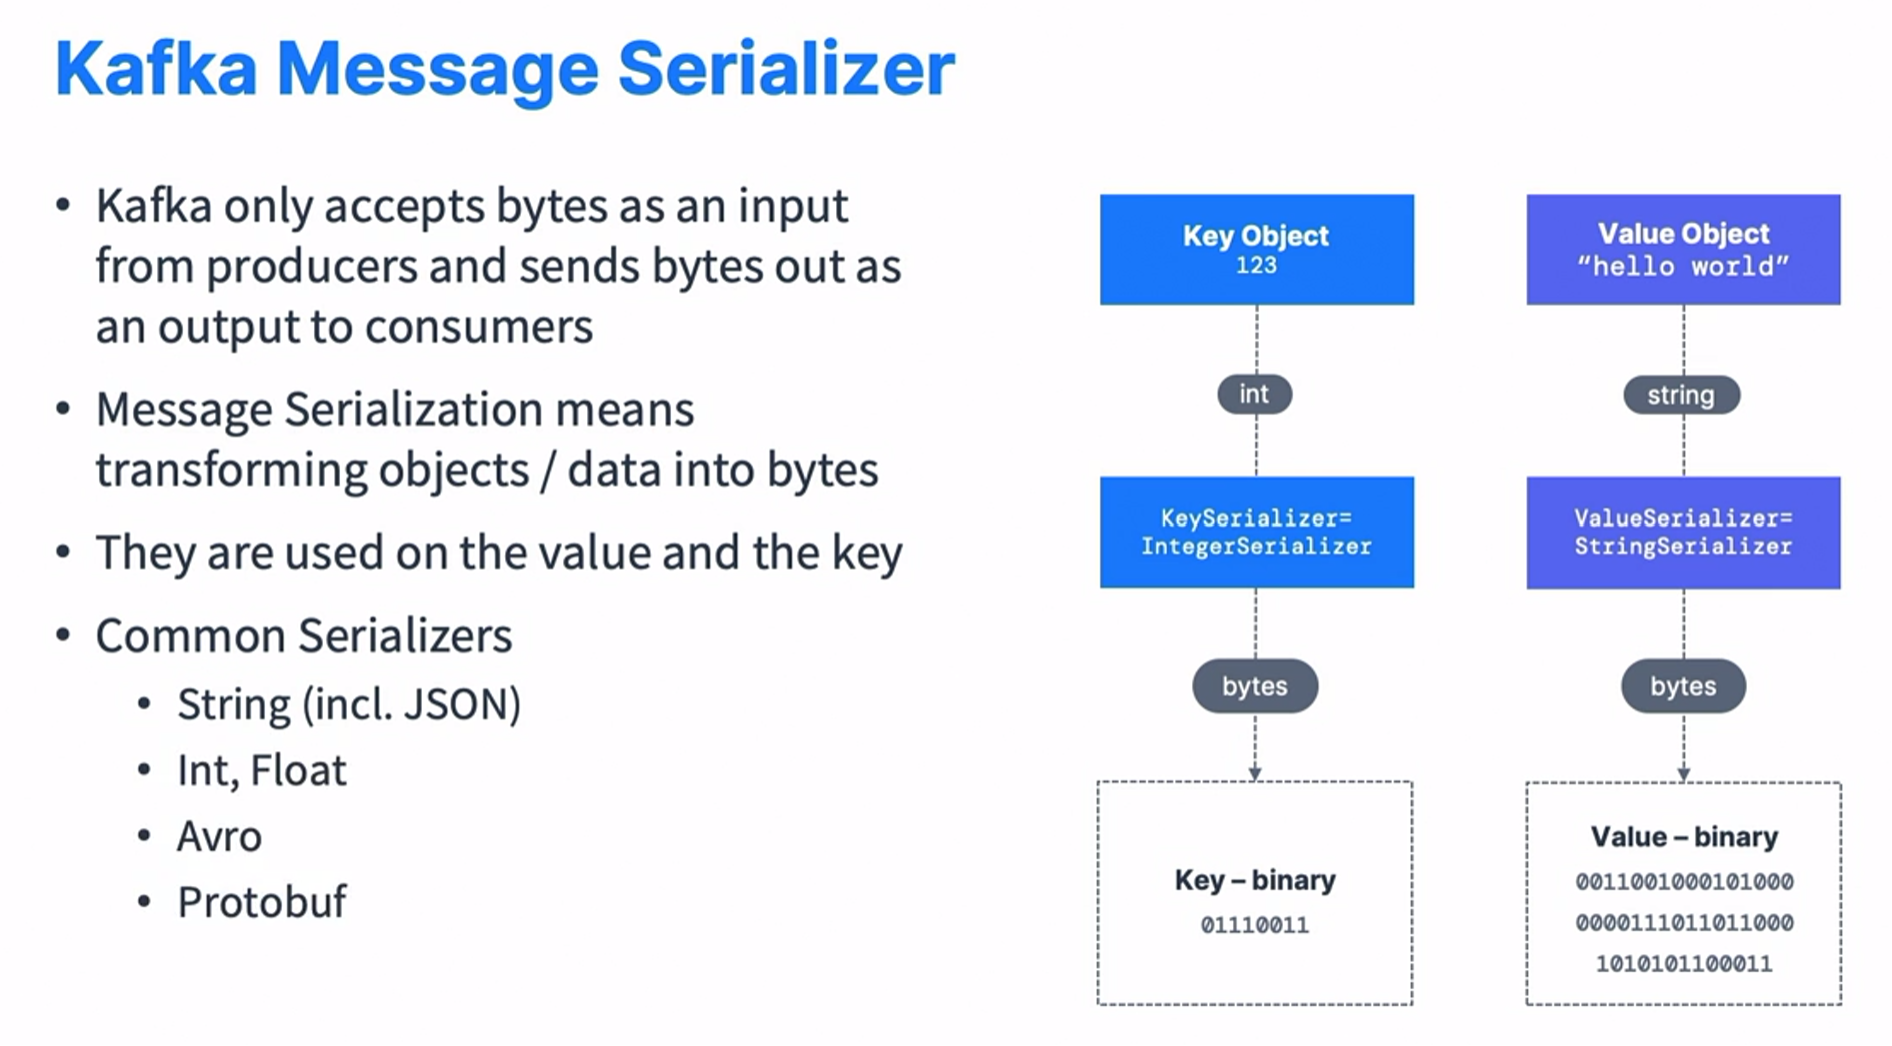 Kafka Message Serializer
• Kafka only accepts bytes as an input
from producers and sends bytes out as
an output to consumers
• Message Serialization means
transforming objects / data into bytes
• They are used on the value and the key
• Common Serializers
• String (incl. JSON)
• Int, Float
• Avro
• Protobuf
Key Object
123
int
KeySerializer=
IntegerSerializer
bytes
Key – binary
01110011
Value Object
“hello world”
string
ValueSerializer=
StringSerializer
bytes
Value – binary
0011001000101000
0000111011011000
1010101100011